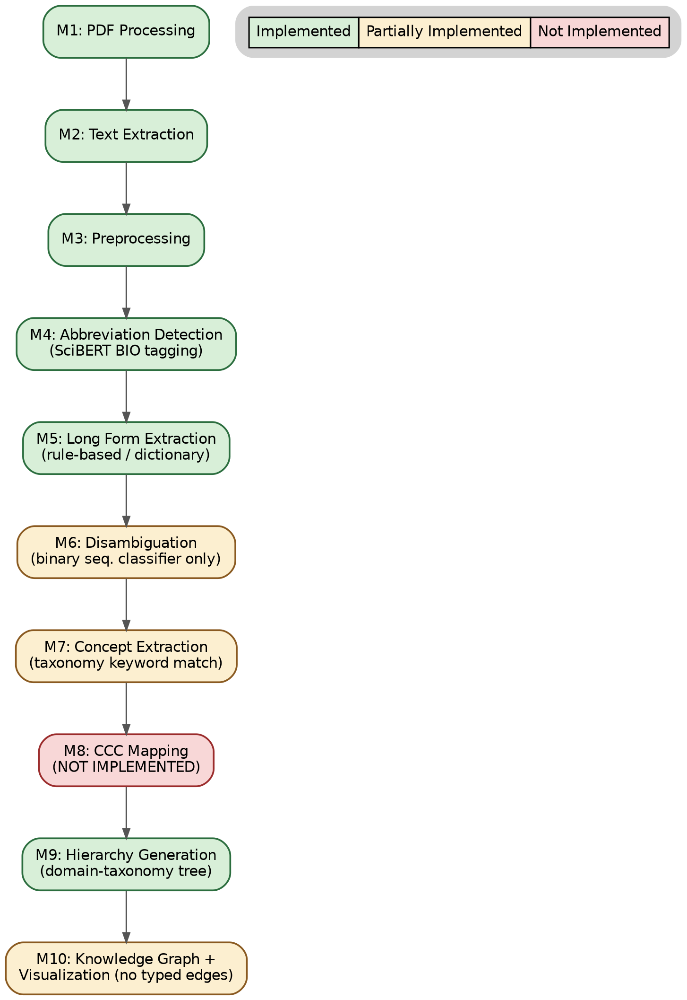 M1: PDF Processing
Implemented
Partially Implemented
Not Implemented
M2: Text Extraction
M3: Preprocessing
M4: Abbreviation Detection
(SciBERT BIO tagging)
M5: Long Form Extraction
(rule-based / dictionary)
M6: Disambiguation
(binary seq. classifier only)
M7: Concept Extraction
(taxonomy keyword match)
M8: CCC Mapping
(NOT IMPLEMENTED)
M9: Hierarchy Generation
(domain-taxonomy tree)
M10: Knowledge Graph +
Visualization (no typed edges)